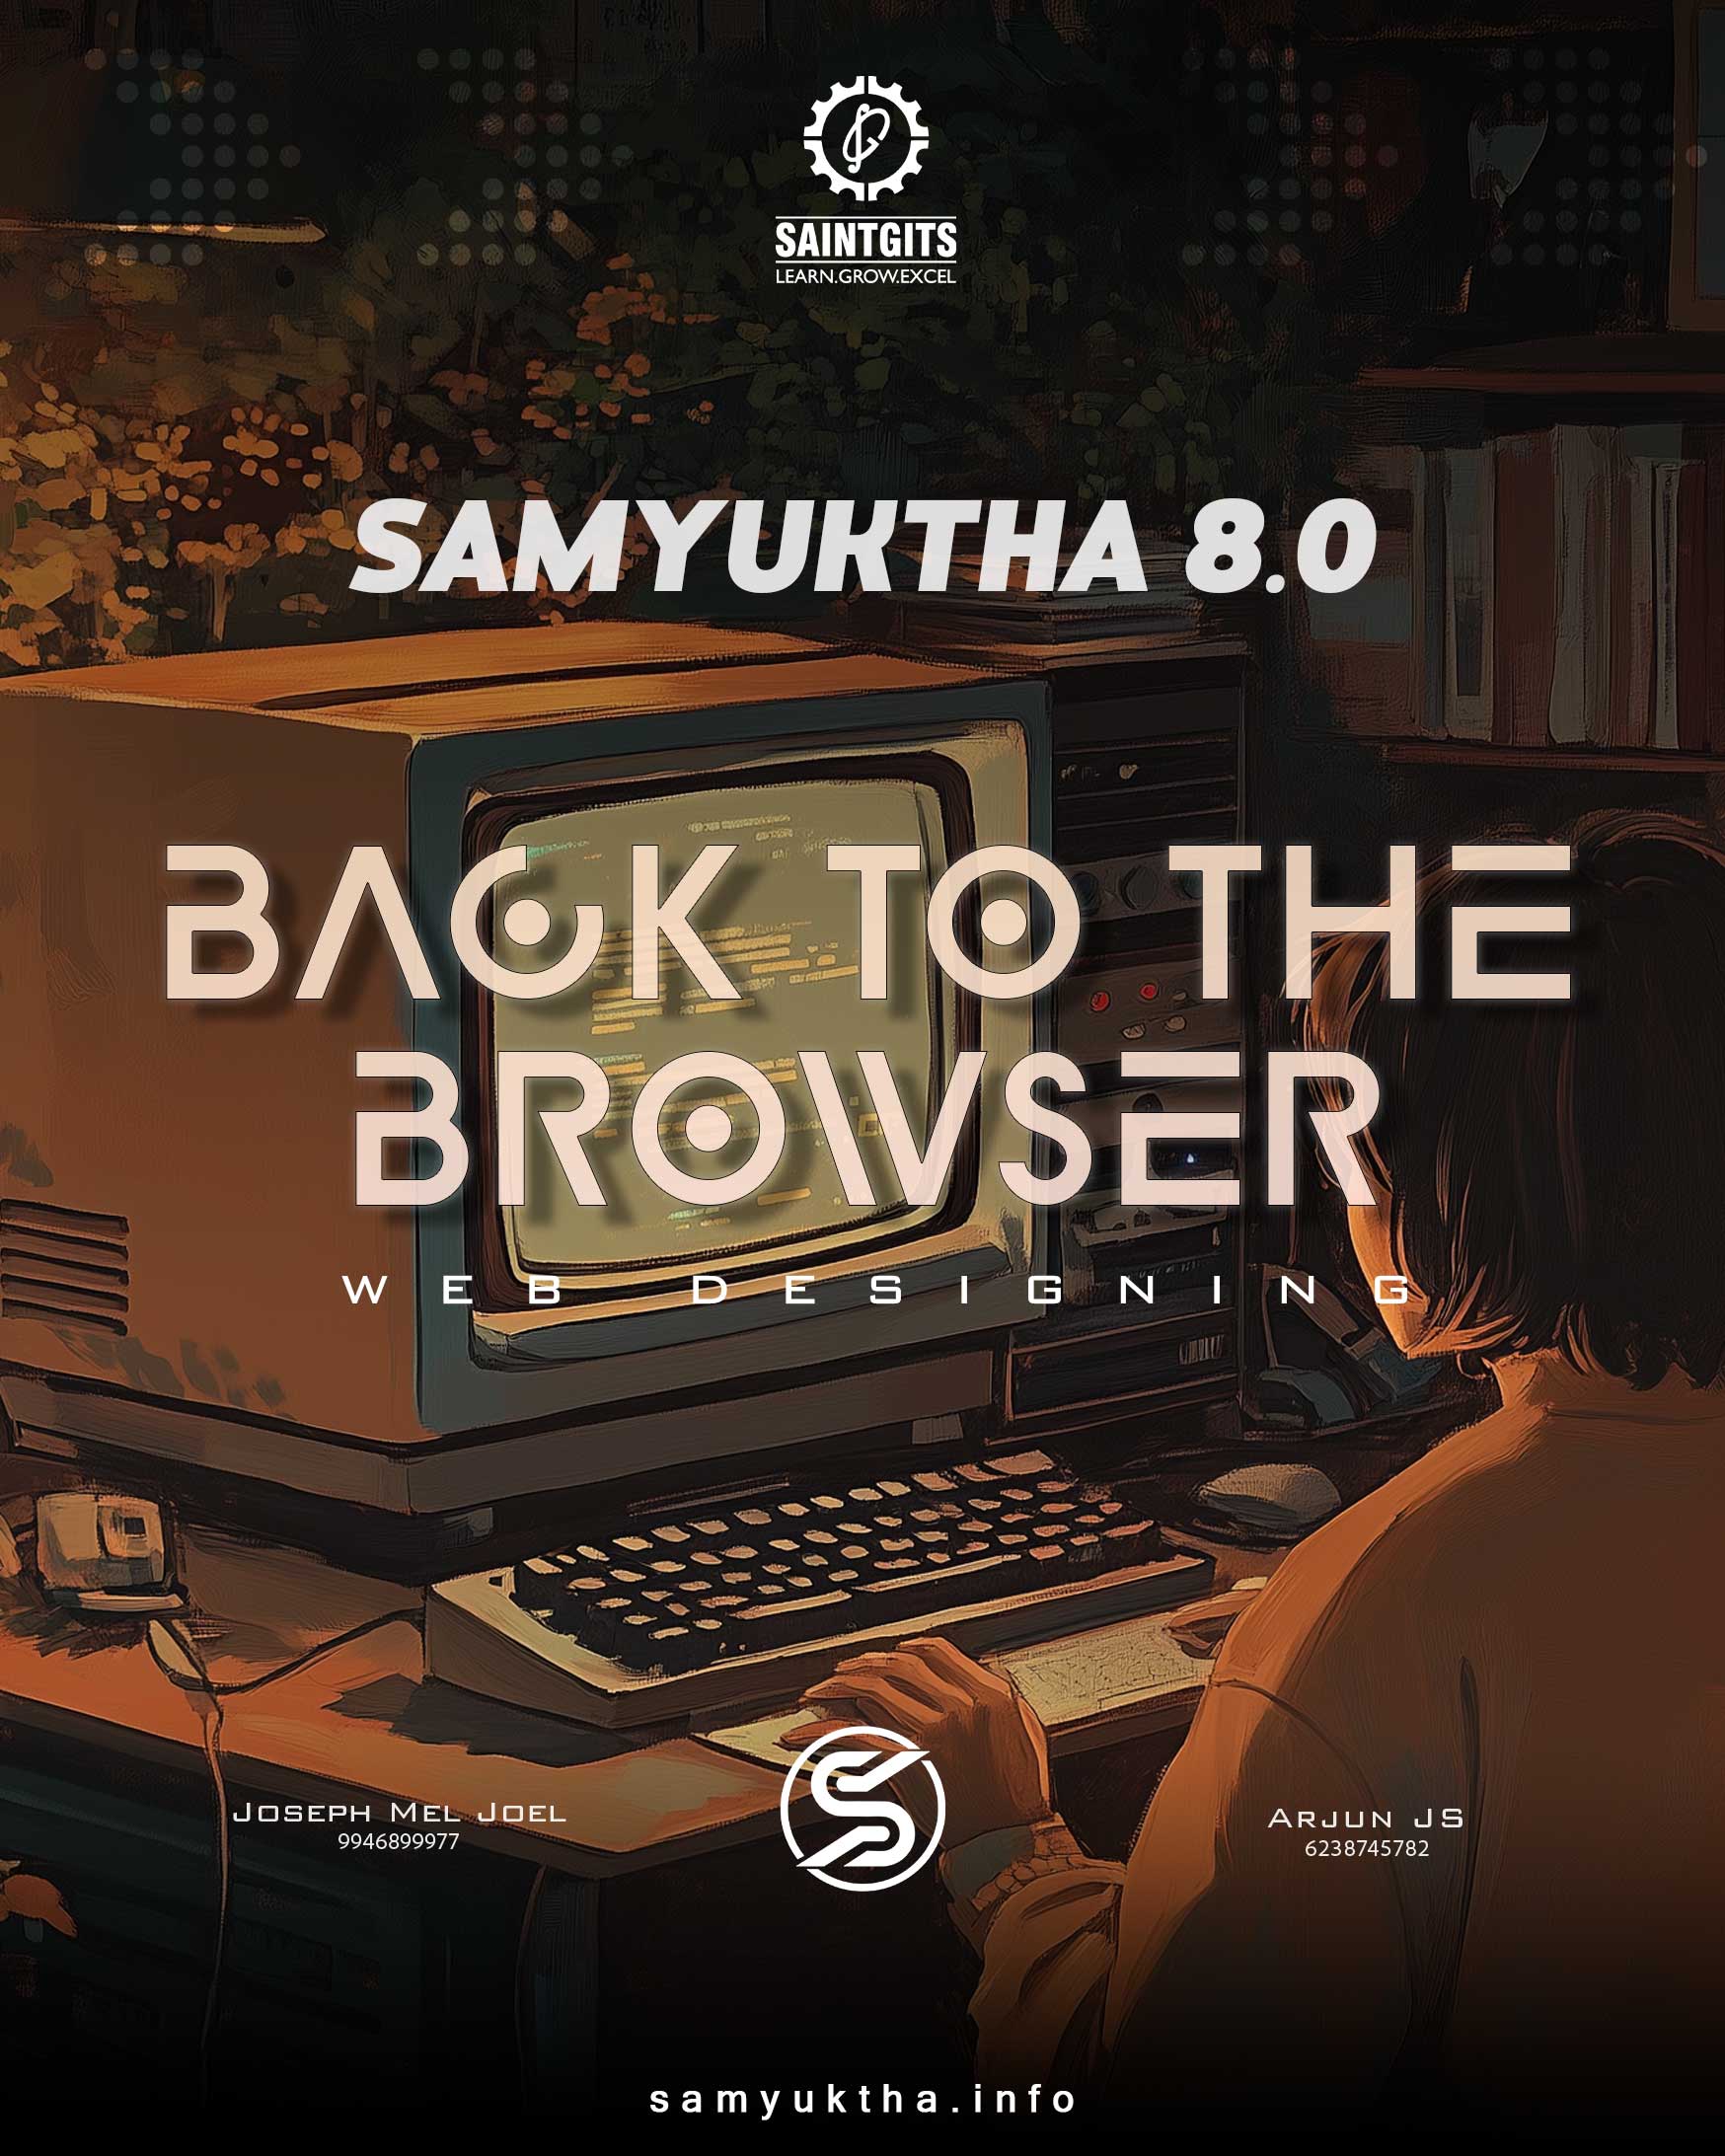 SAINTGITS
LEARN.GROW.EXCEL
SAMYUKTHA 8.0
BACK TO THE
BROWSER
WEB DESIGNING
Joseph Mel Joel
9946899977
Arjun JS
6238745782
samyuktha.info